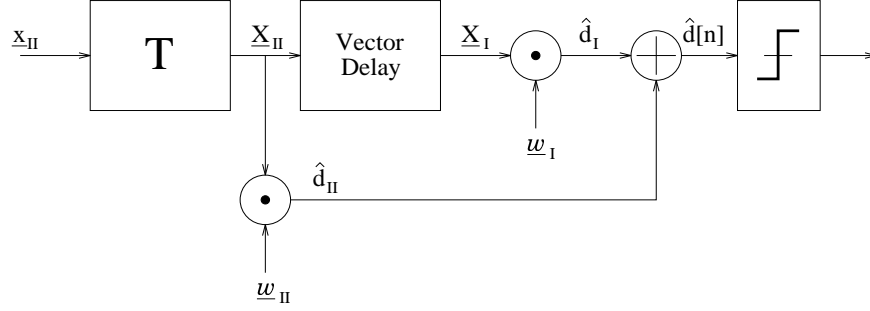 x_II
T
X_II
Vector
Delay
X_I
d̂_I
d̂[n]
w_I
d̂_II
w_II